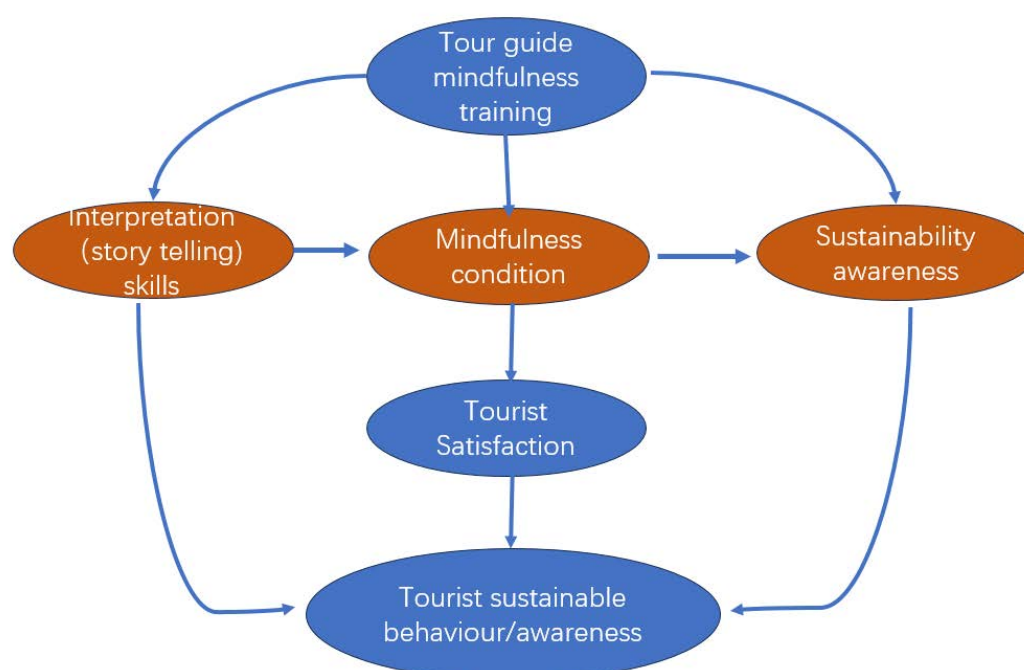 Tour guide
mindfulness
training
Interpretation
(story telling)
skills
Mindfulness
condition
Sustainability
awareness
Tourist
Satisfaction
Tourist sustainable
behaviour/awareness